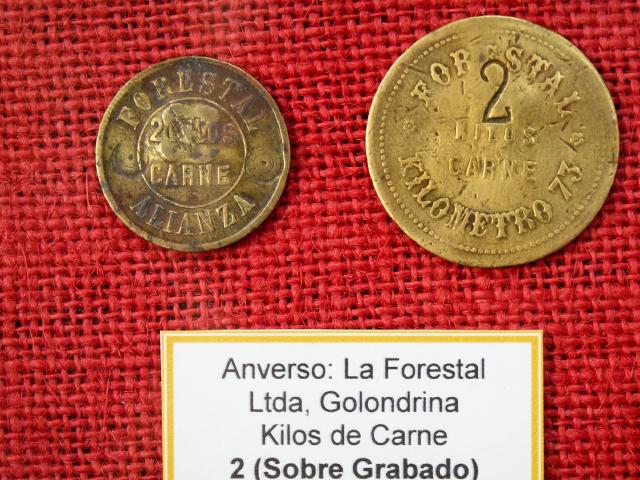 FORESTAL
2 KILOS
CARNE
ALIANZA
FORESTAL
2
KILOS
CARNE
KILOMETRO 73
Anverso: La Forestal
Ltda, Golondrina
Kilos de Carne
2 (Sobre Grabado)